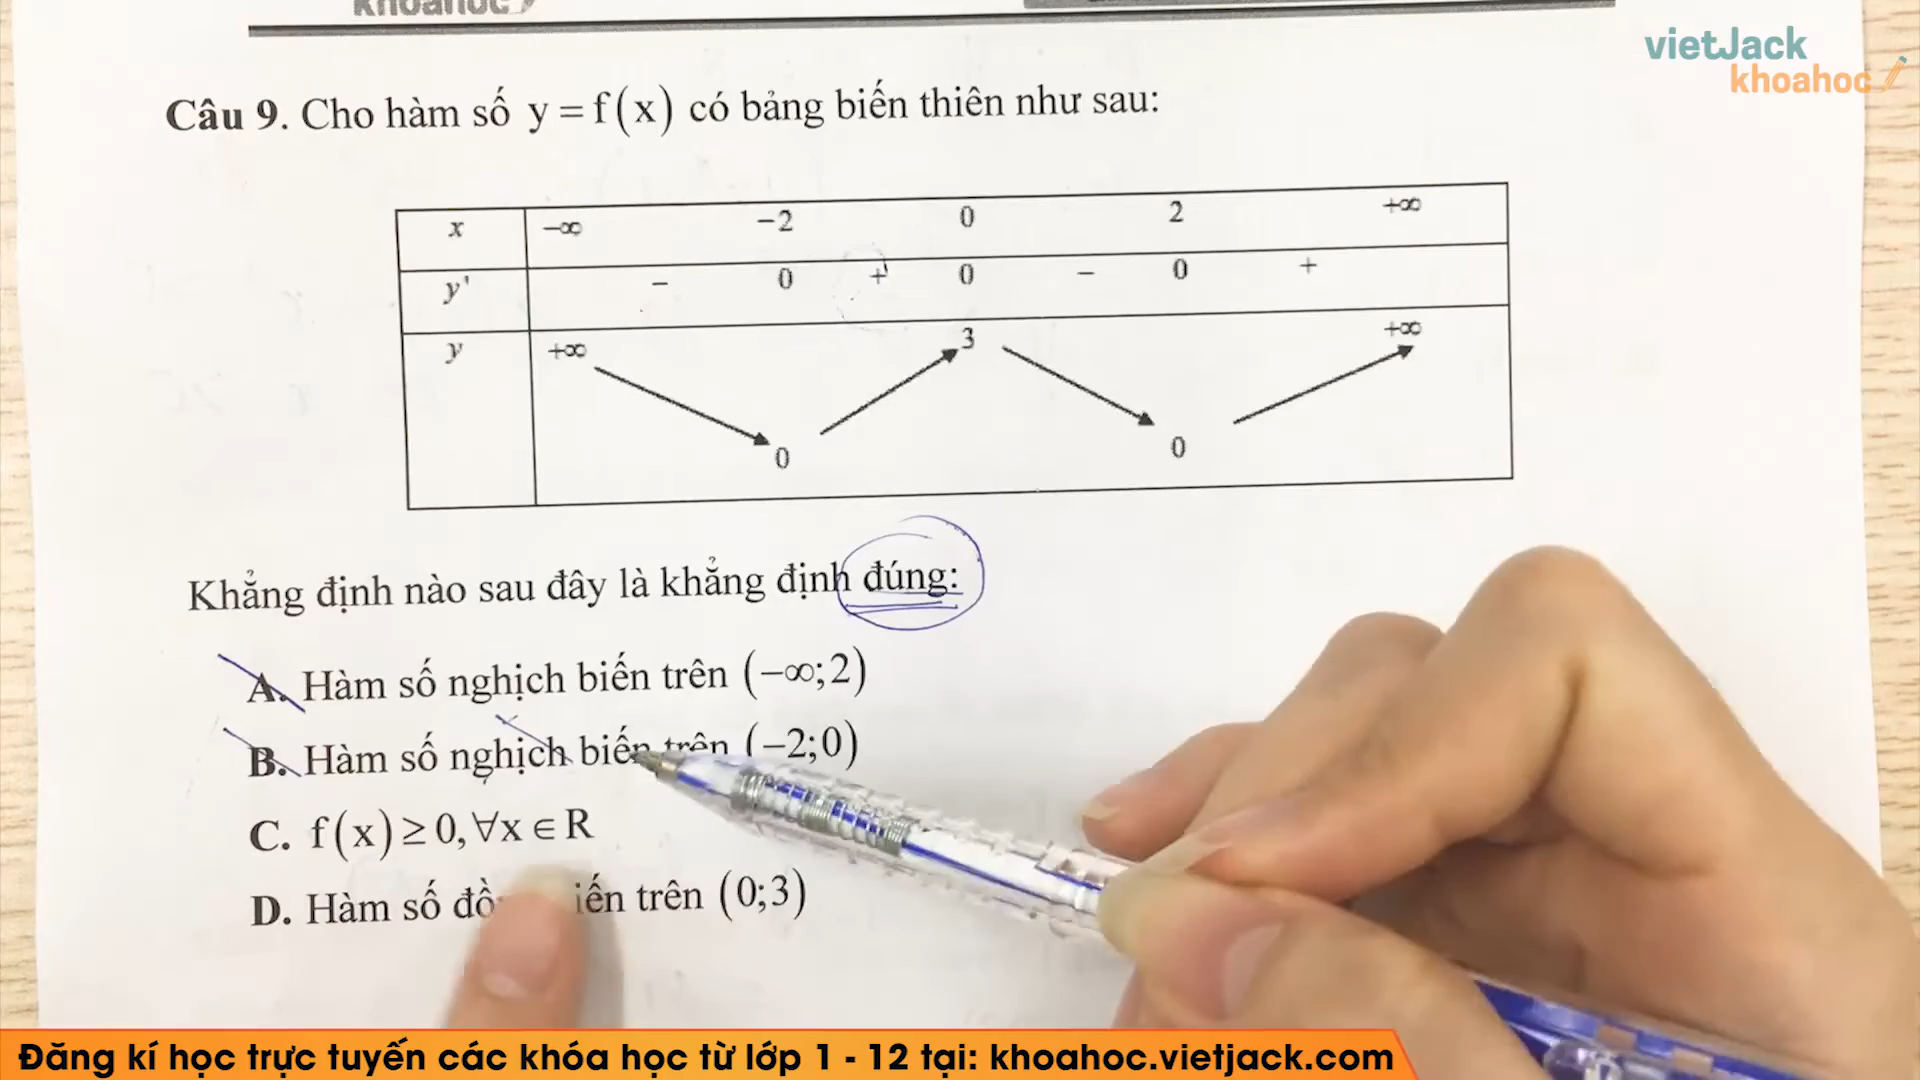 khoahoc
vietJack
khoahoc
Câu 9. Cho hàm số y = f(x) có bảng biến thiên như sau:
x −∞ −2 0 2 +∞
y' − 0 + 0 − 0 +
y +∞ 0 3 0 +∞
Khẳng định nào sau đây là khẳng định đúng:
A. Hàm số nghịch biến trên (−∞;2)
B. Hàm số nghịch biến trên (−2;0)
C. f(x) ≥ 0, ∀x ∈ R
D. Hàm số trên (0;3)
Đăng kí học trực tuyến các khóa học từ lớp 1 - 12 tại: khoahoc.vietjack.com